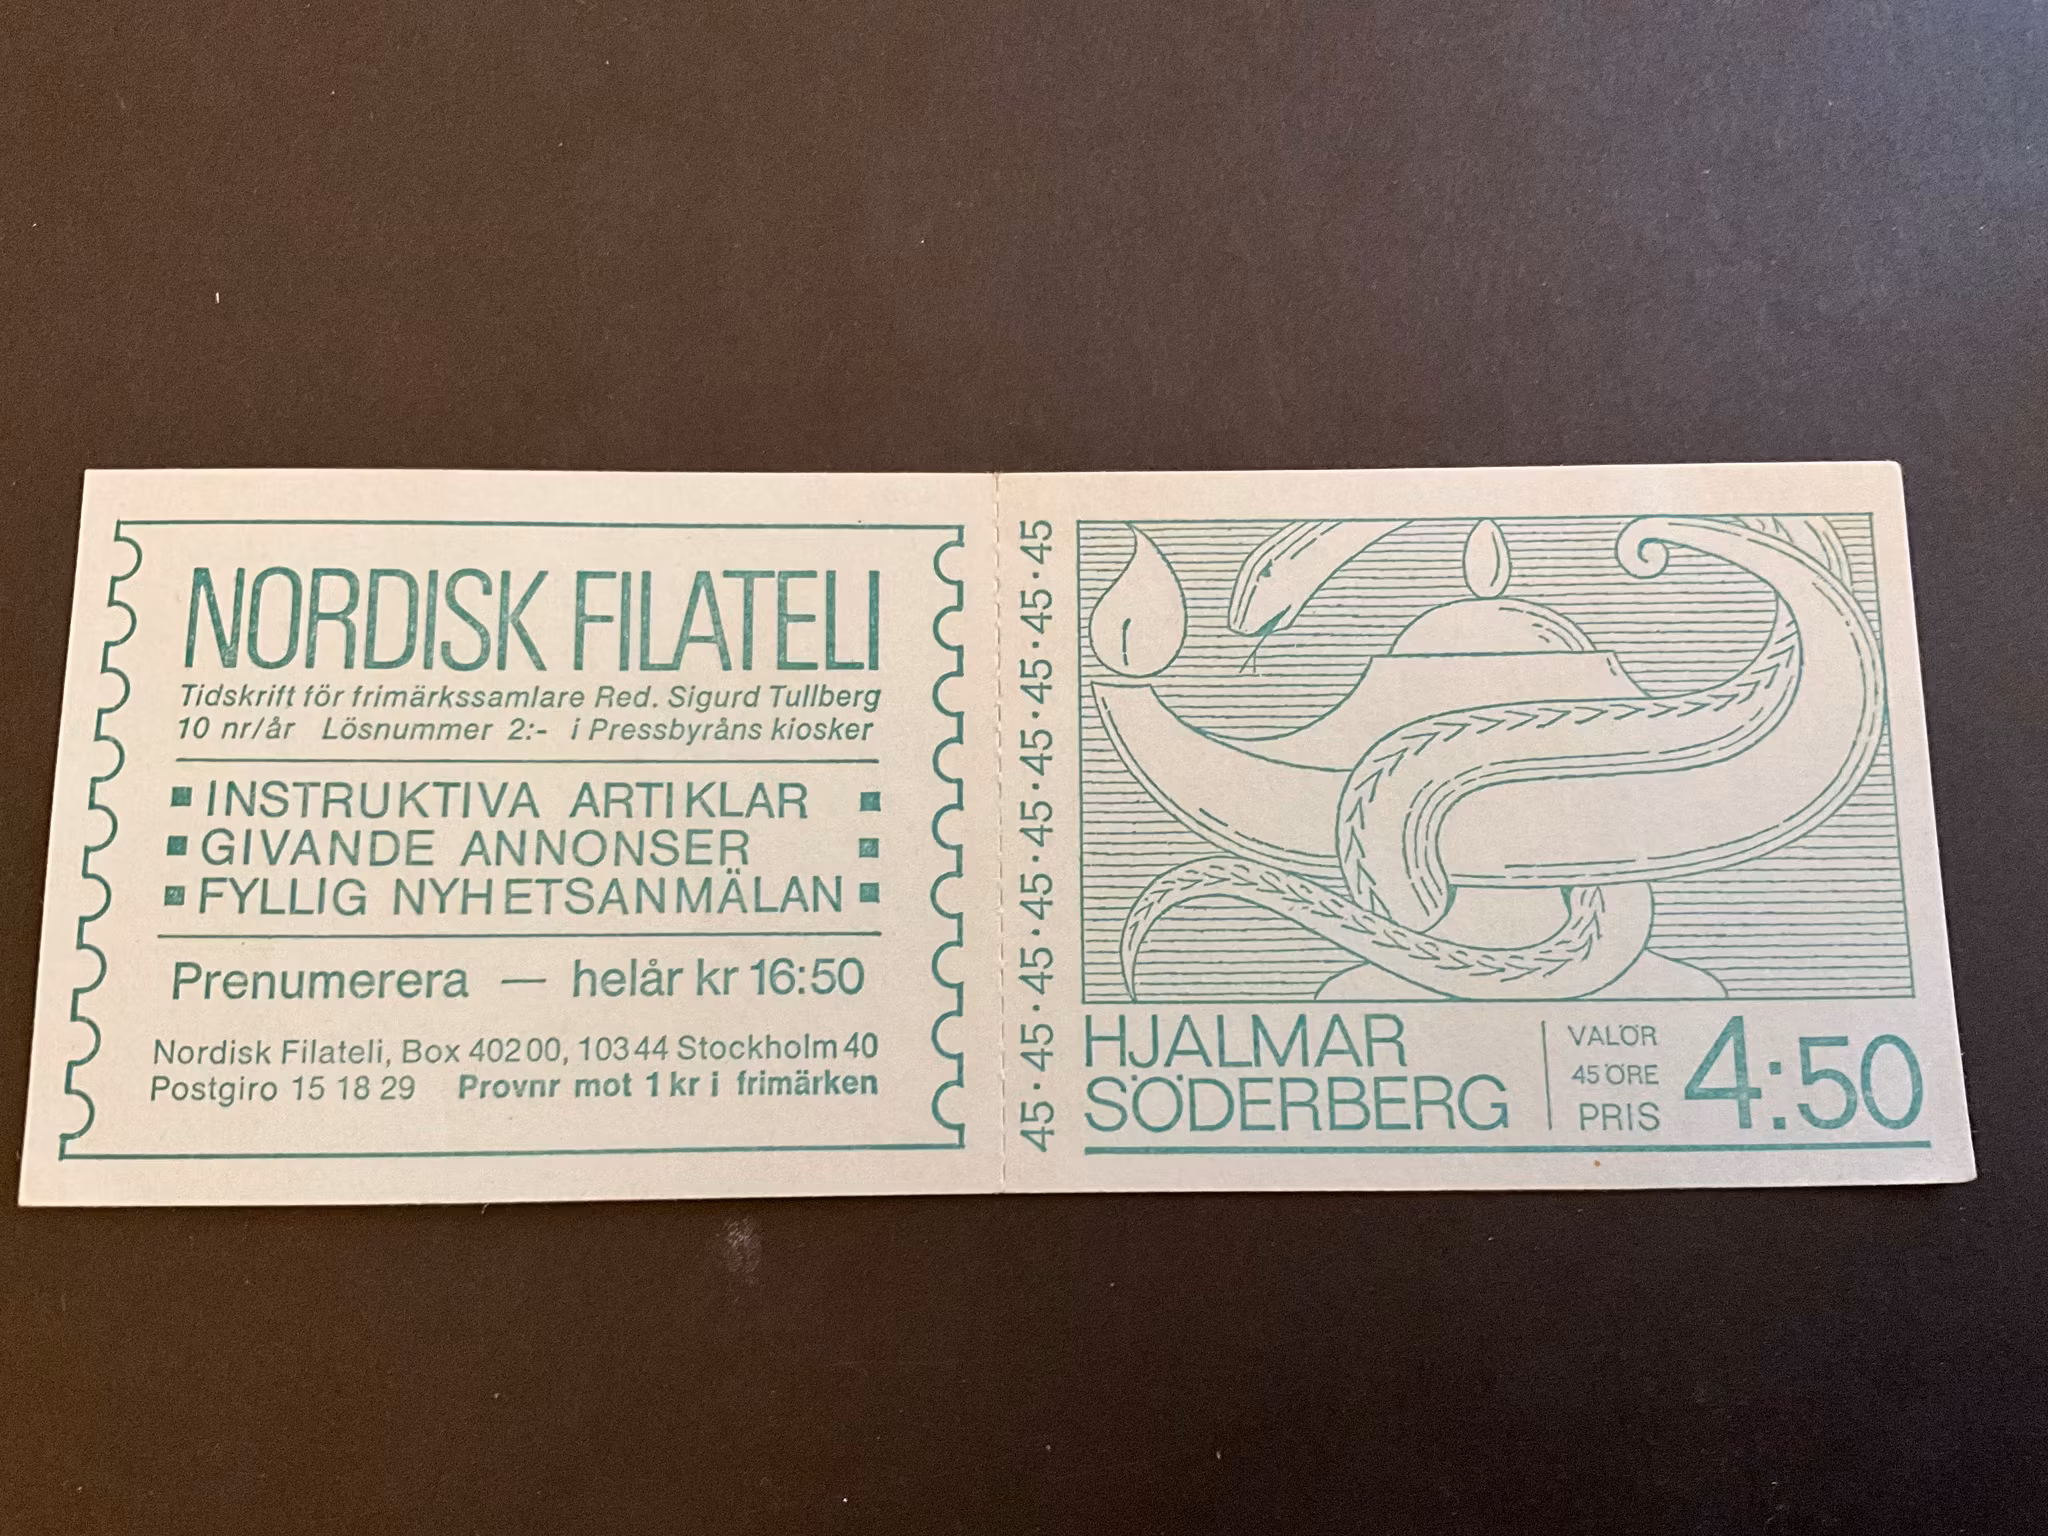 NORDISK FILATELI
Tidskrift för frimärkssamlare Red. Sigurd Tullberg
10 nr/år Lösnummer 2:- i Pressbyråns kiosker
■ INSTRUKTIVA ARTIKLAR ■
■ GIVANDE ANNONSER ■
■ FYLLIG NYHETSANMÄLAN ■
Prenumerera — helår kr 16:50
Nordisk Filateli, Box 40200, 10344 Stockholm 40
Postgiro 15 18 29 Provnr mot 1 kr i frimärken
45·45·45·45·45·45·45·45·45
HJALMAR
SÖDERBERG
VALÖR
45 ÖRE
PRIS
4:50